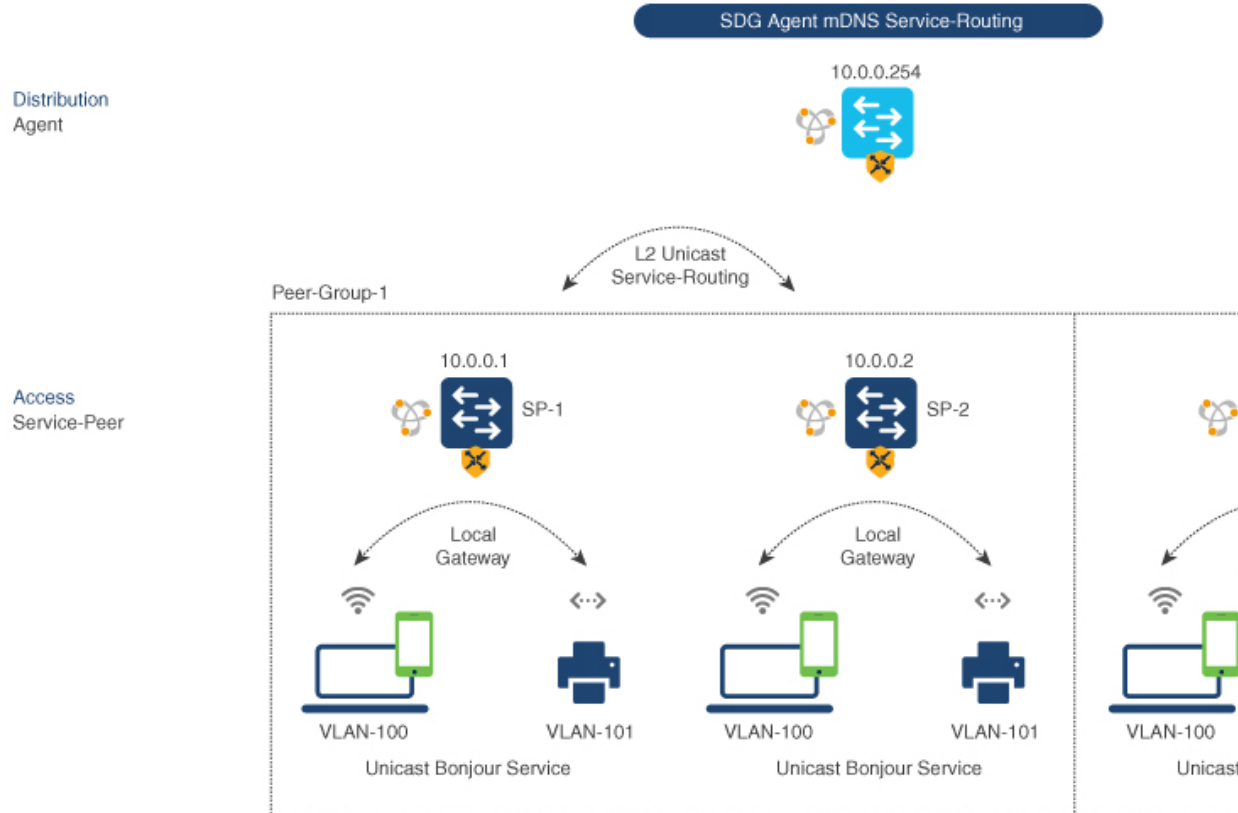 SDG Agent mDNS Service-Routing
10.0.0.254
Distribution
Agent
L2 Unicast
Service-Routing
Peer-Group-1
10.0.0.1
10.0.0.2
Access
Service-Peer
SP-1
SP-2
Local
Gateway
Local
Gateway
VLAN-100
VLAN-101
VLAN-100
VLAN-101
VLAN-100
Unicast Bonjour Service
Unicast Bonjour Service
Unicast